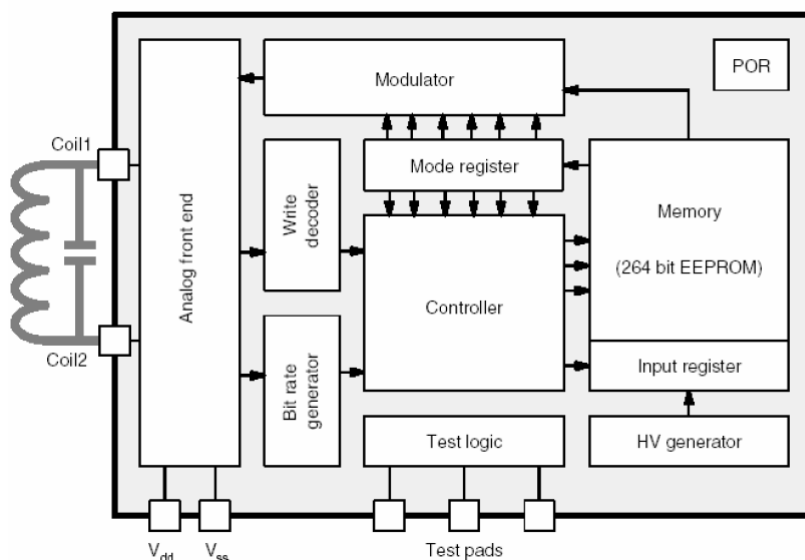 Modulator
POR
Coil1
Mode register
Write
decoder
Memory
(264 bit EEPROM)
Analog front end
Controller
Coil2
Bit rate
generator
Input register
Test logic
HV generator
Vdd
Vss
Test pads